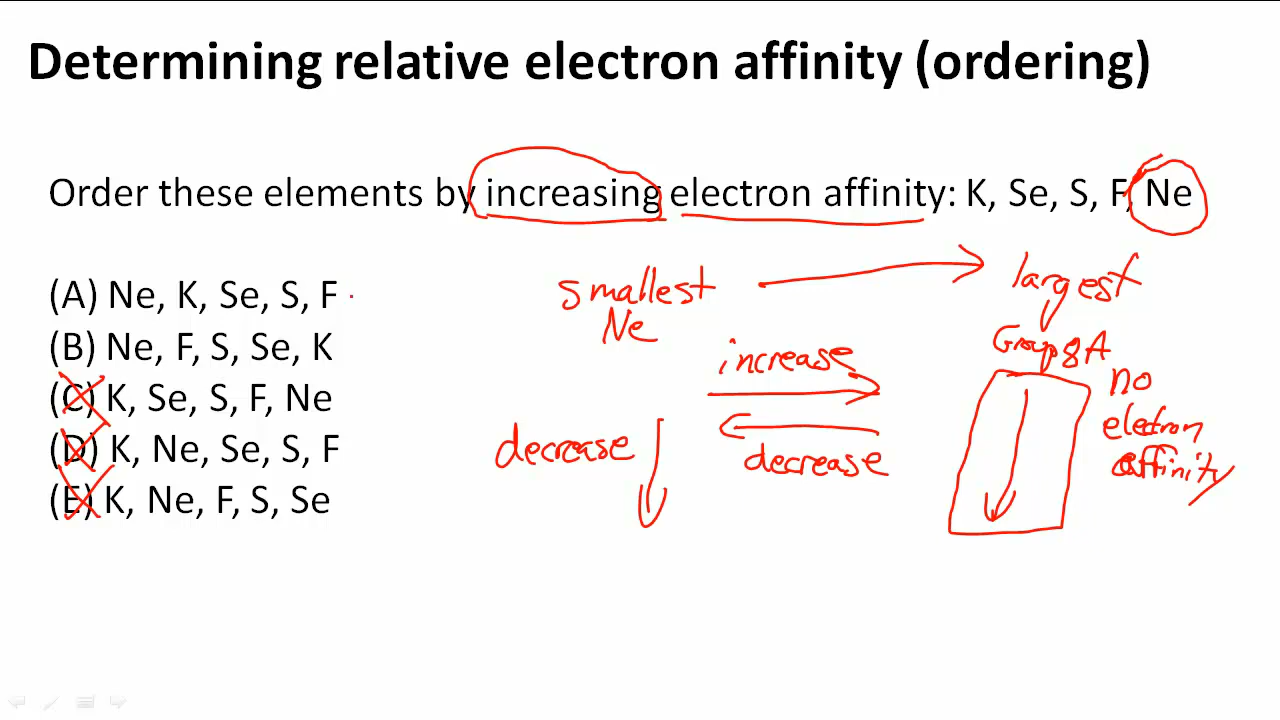 Determining relative electron affinity (ordering)
Order these elements by increasing electron affinity: K, Se, S, F, Ne
(A) Ne, K, Se, S, F
(B) Ne, F, S, Se, K
(C) K, Se, S, F, Ne
(D) K, Ne, Se, S, F
(E) K, Ne, F, S, Se
smallest
Ne
largest
increase
decrease
decrease
Group 8A
no
electron
affinity